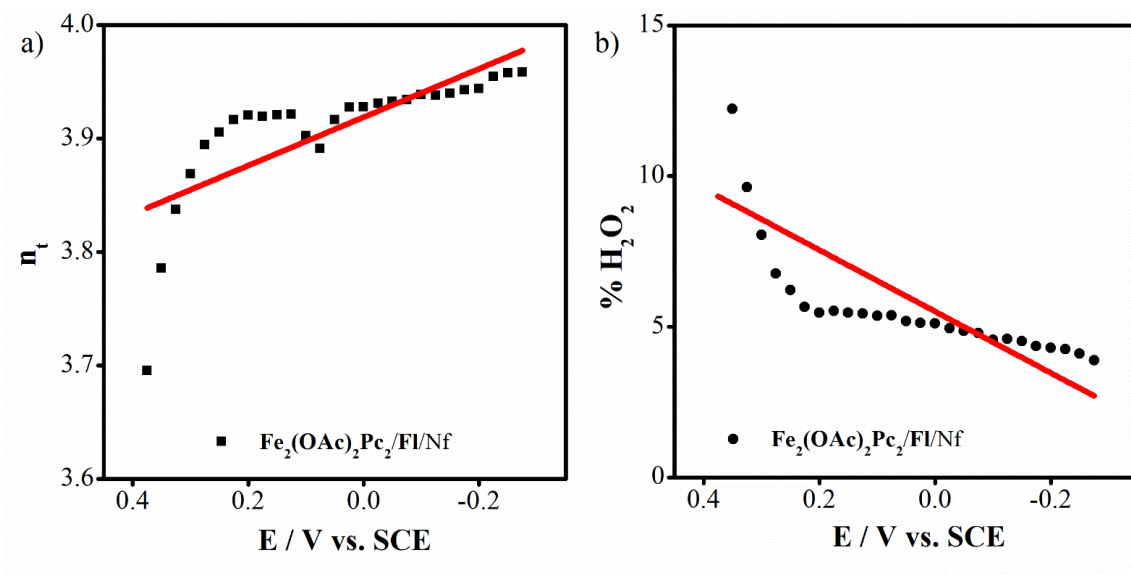 a)
4.0
3.9
3.8
3.7
3.6
n_t
0.4 0.2 0.0 -0.2
E / V vs. SCE
Fe₂(OAc)₂Pc₂/Fl/Nf
b)
15
10
5
0
% H₂O₂
0.4 0.2 0.0 -0.2
E / V vs. SCE
Fe₂(OAc)₂Pc₂/Fl/Nf